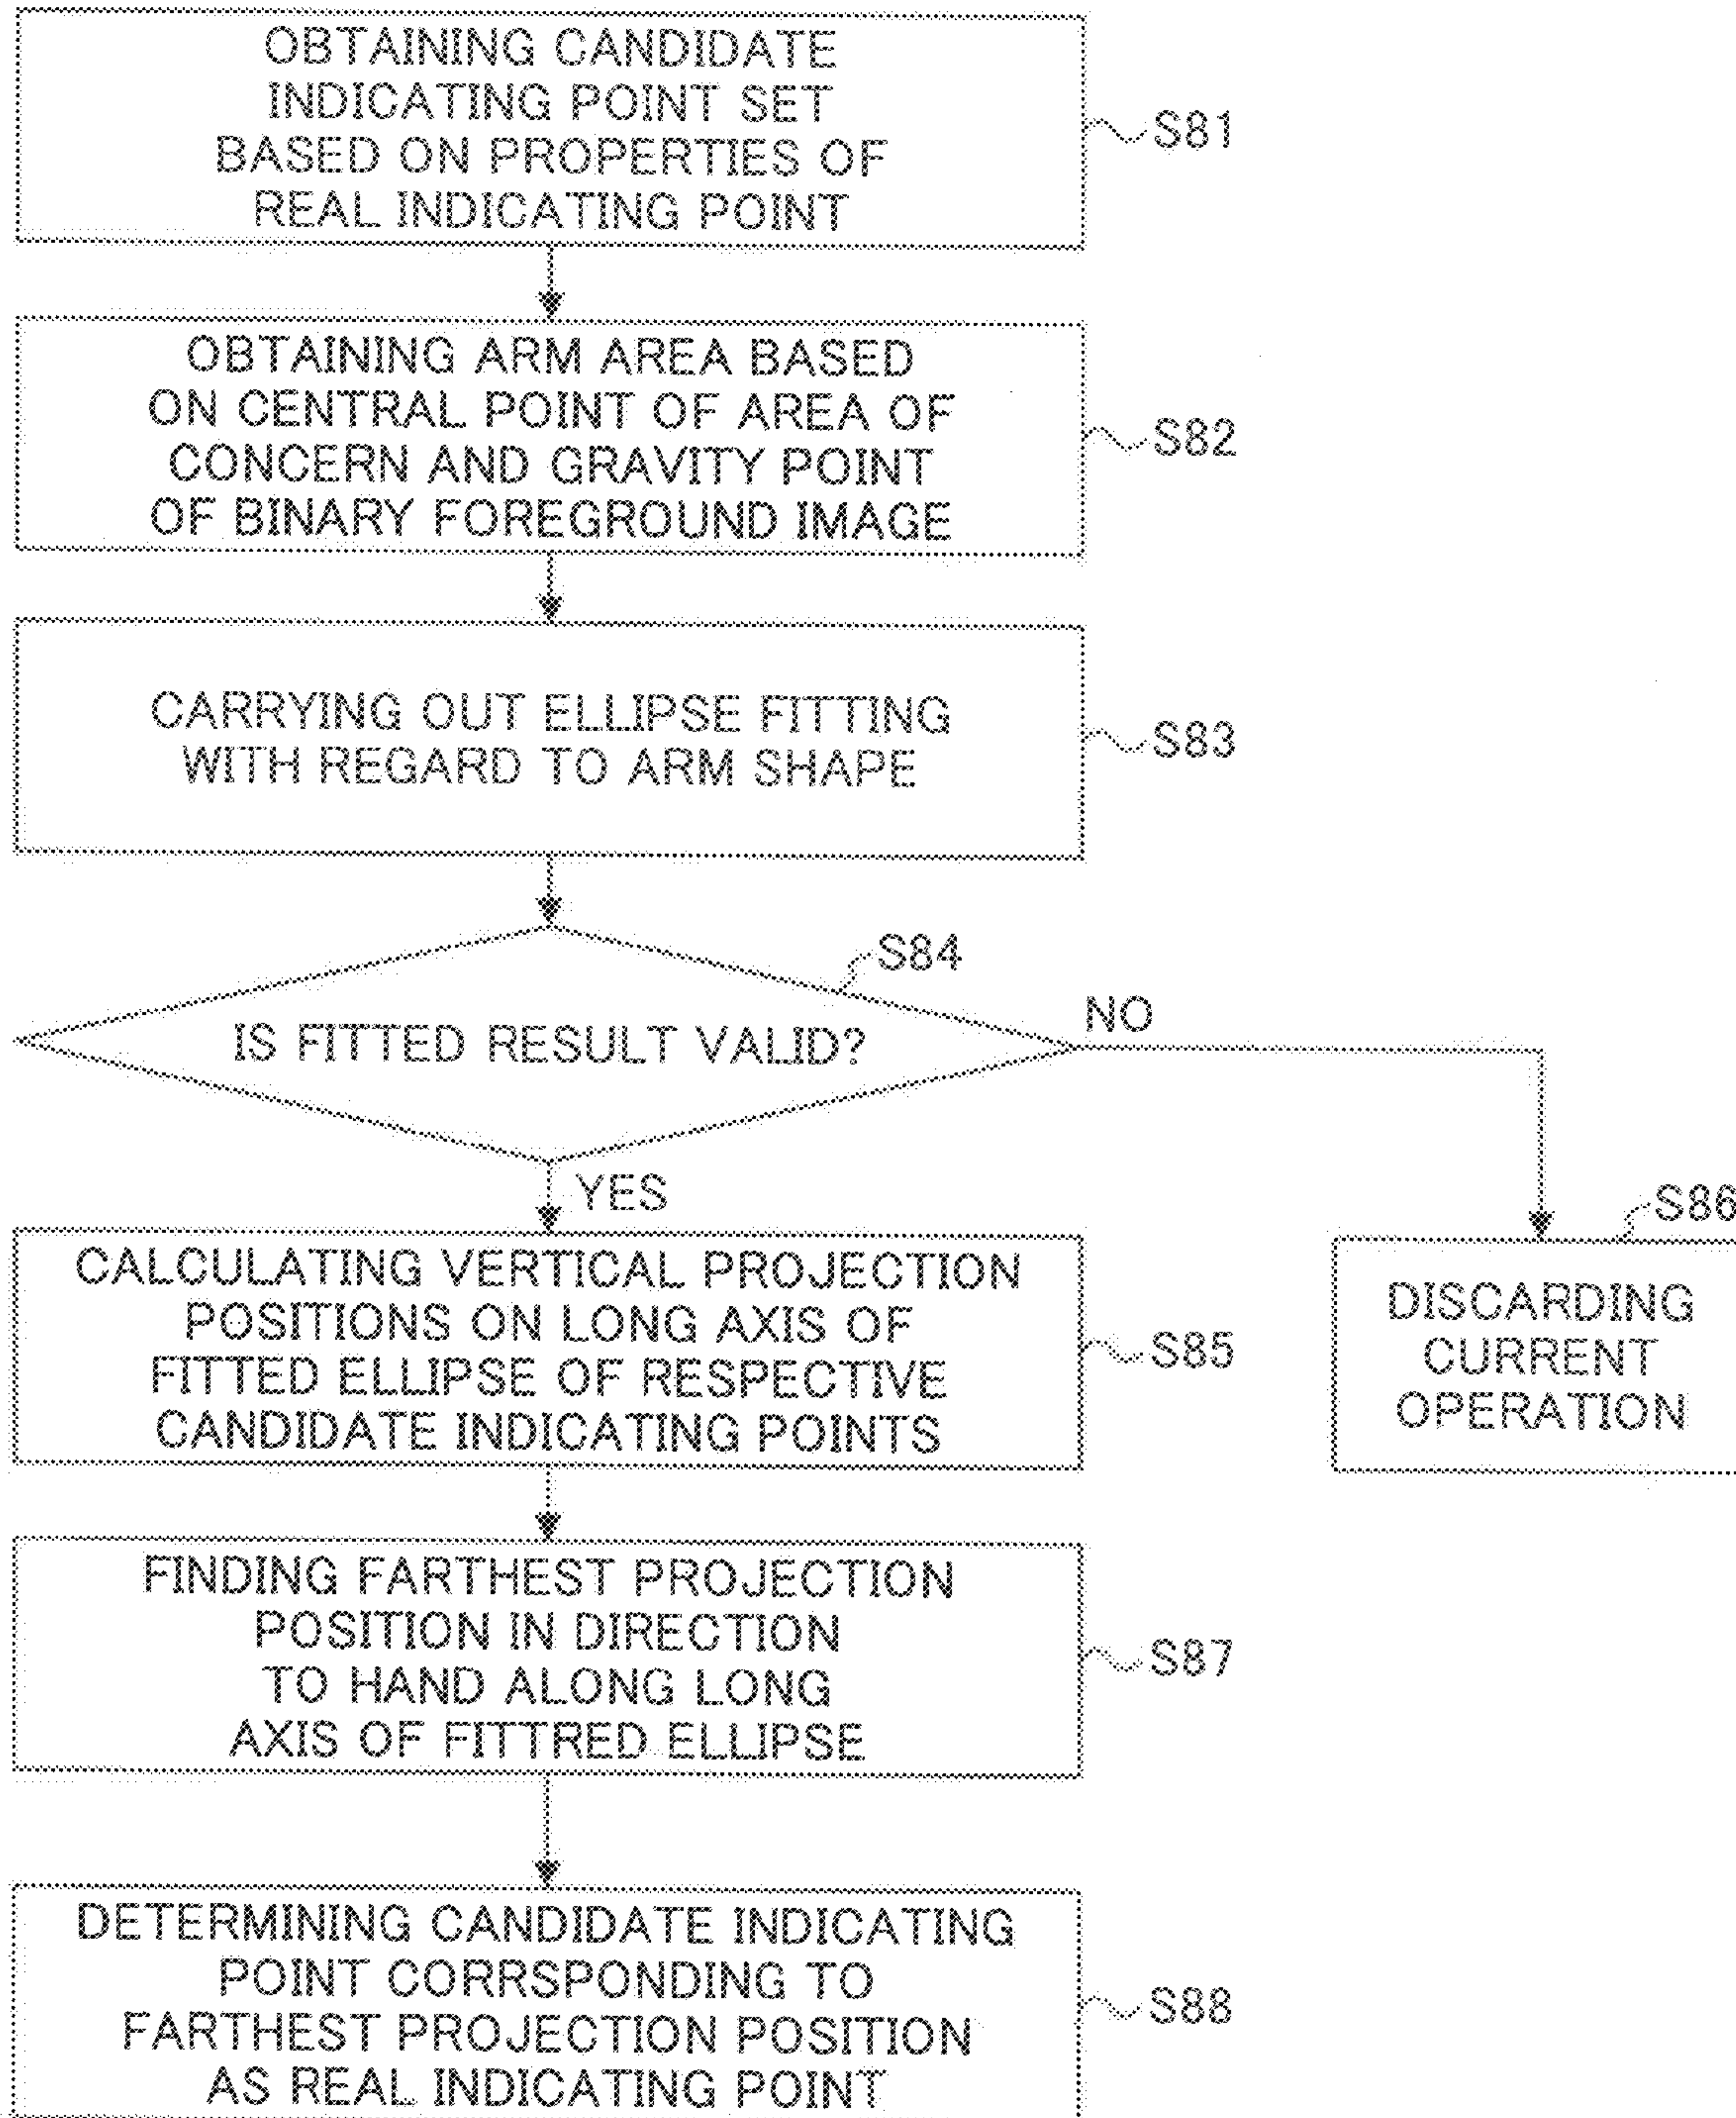 OBTAINING CANDIDATE
INDICATING POINT SET
BASED ON PROPERTIES OF
REAL INDICATING POINT
S81
OBTAINING ARM AREA BASED
ON CENTRAL POINT OF AREA OF
CONCERN AND GRAVITY POINT
OF BINARY FOREGROUND IMAGE
S82
CARRYING OUT ELLIPSE FITTING
WITH REGARD TO ARM SHAPE
S83
S84
IS FITTED RESULT VALID?
NO
YES
CALCULATING VERTICAL PROJECTION
POSITIONS ON LONG AXIS OF
FITTED ELLIPSE OF RESPECTIVE
CANDIDATE INDICATING POINTS
S85
S86
DISCARDING
CURRENT
OPERATION
FINDING FARTHEST PROJECTION
POSITION IN DIRECTION
TO HAND ALONG LONG
AXIS OF FITTRED ELLIPSE
S87
DETERMINING CANDIDATE INDICATING
POINT CORRSPONDING TO
FARTHEST PROJECTION POSITION
AS REAL INDICATING POINT
S88